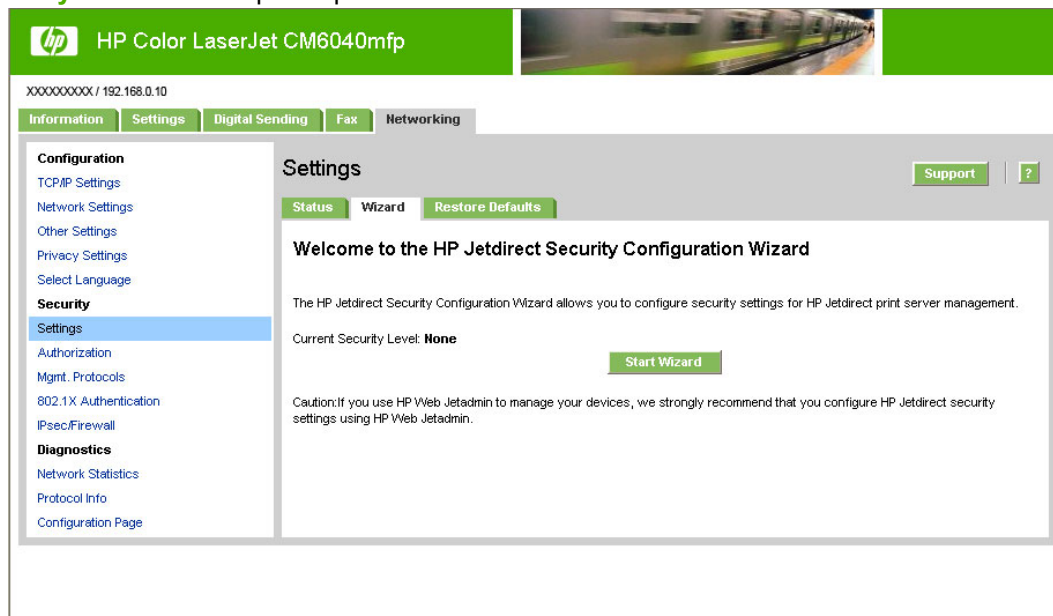 hp
HP Color LaserJet CM6040mfp
XXXXXXXXX / 192.168.0.10
Information Settings Digital Sending Fax Networking
Configuration
TCP/IP Settings
Network Settings
Other Settings
Privacy Settings
Select Language
Security
Settings
Authorization
Mgmt. Protocols
802.1X Authentication
IPsec/Firewall
Diagnostics
Network Statistics
Protocol Info
Configuration Page
Settings
Support ?
Status Wizard Restore Defaults
Welcome to the HP Jetdirect Security Configuration Wizard
The HP Jetdirect Security Configuration Wizard allows you to configure security settings for HP Jetdirect print server management.
Current Security Level: None
Start Wizard
Caution:If you use HP Web Jetadmin to manage your devices, we strongly recommend that you configure HP Jetdirect security
settings using HP Web Jetadmin.